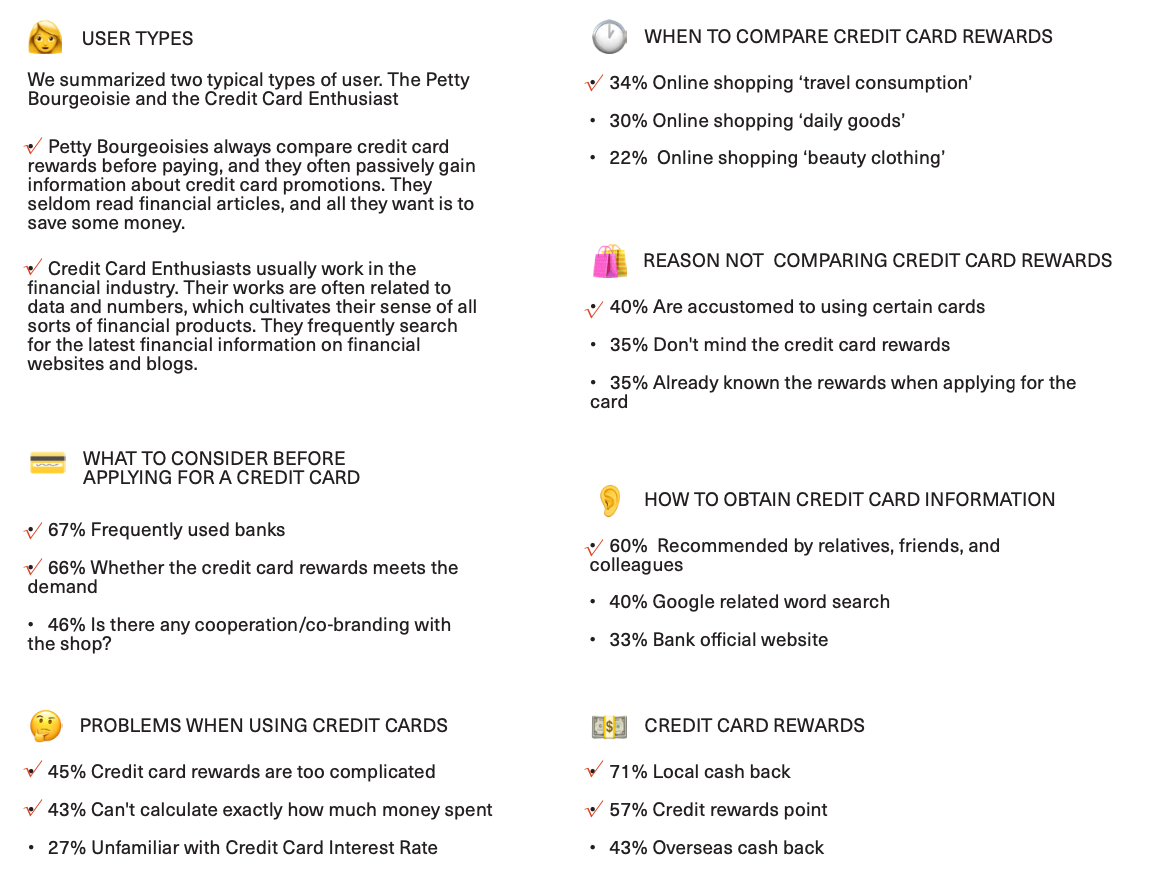 USER TYPES
We summarized two typical types of user. The Petty
Bourgeoisie and the Credit Card Enthusiast
Petty Bourgeoisies always compare credit card
rewards before paying, and they often passively gain
information about credit card promotions. They
seldom read financial articles, and all they want is to
save some money.
Credit Card Enthusiasts usually work in the
financial industry. Their works are often related to
data and numbers, which cultivates their sense of all
sorts of financial products. They frequently search
for the latest financial information on financial
websites and blogs.
WHAT TO CONSIDER BEFORE
APPLYING FOR A CREDIT CARD
67% Frequently used banks
66% Whether the credit card rewards meets the
demand
• 46% Is there any cooperation/co-branding with
the shop?
PROBLEMS WHEN USING CREDIT CARDS
45% Credit card rewards are too complicated
43% Can't calculate exactly how much money spent
• 27% Unfamiliar with Credit Card Interest Rate
WHEN TO COMPARE CREDIT CARD REWARDS
34% Online shopping ‘travel consumption’
• 30% Online shopping ‘daily goods’
• 22%  Online shopping ‘beauty clothing’
REASON NOT  COMPARING CREDIT CARD REWARDS
40% Are accustomed to using certain cards
• 35% Don't mind the credit card rewards
• 35% Already known the rewards when applying for the
card
HOW TO OBTAIN CREDIT CARD INFORMATION
60%  Recommended by relatives, friends, and
colleagues
• 40% Google related word search
• 33% Bank official website
CREDIT CARD REWARDS
71% Local cash back
57% Credit rewards point
• 43% Overseas cash back